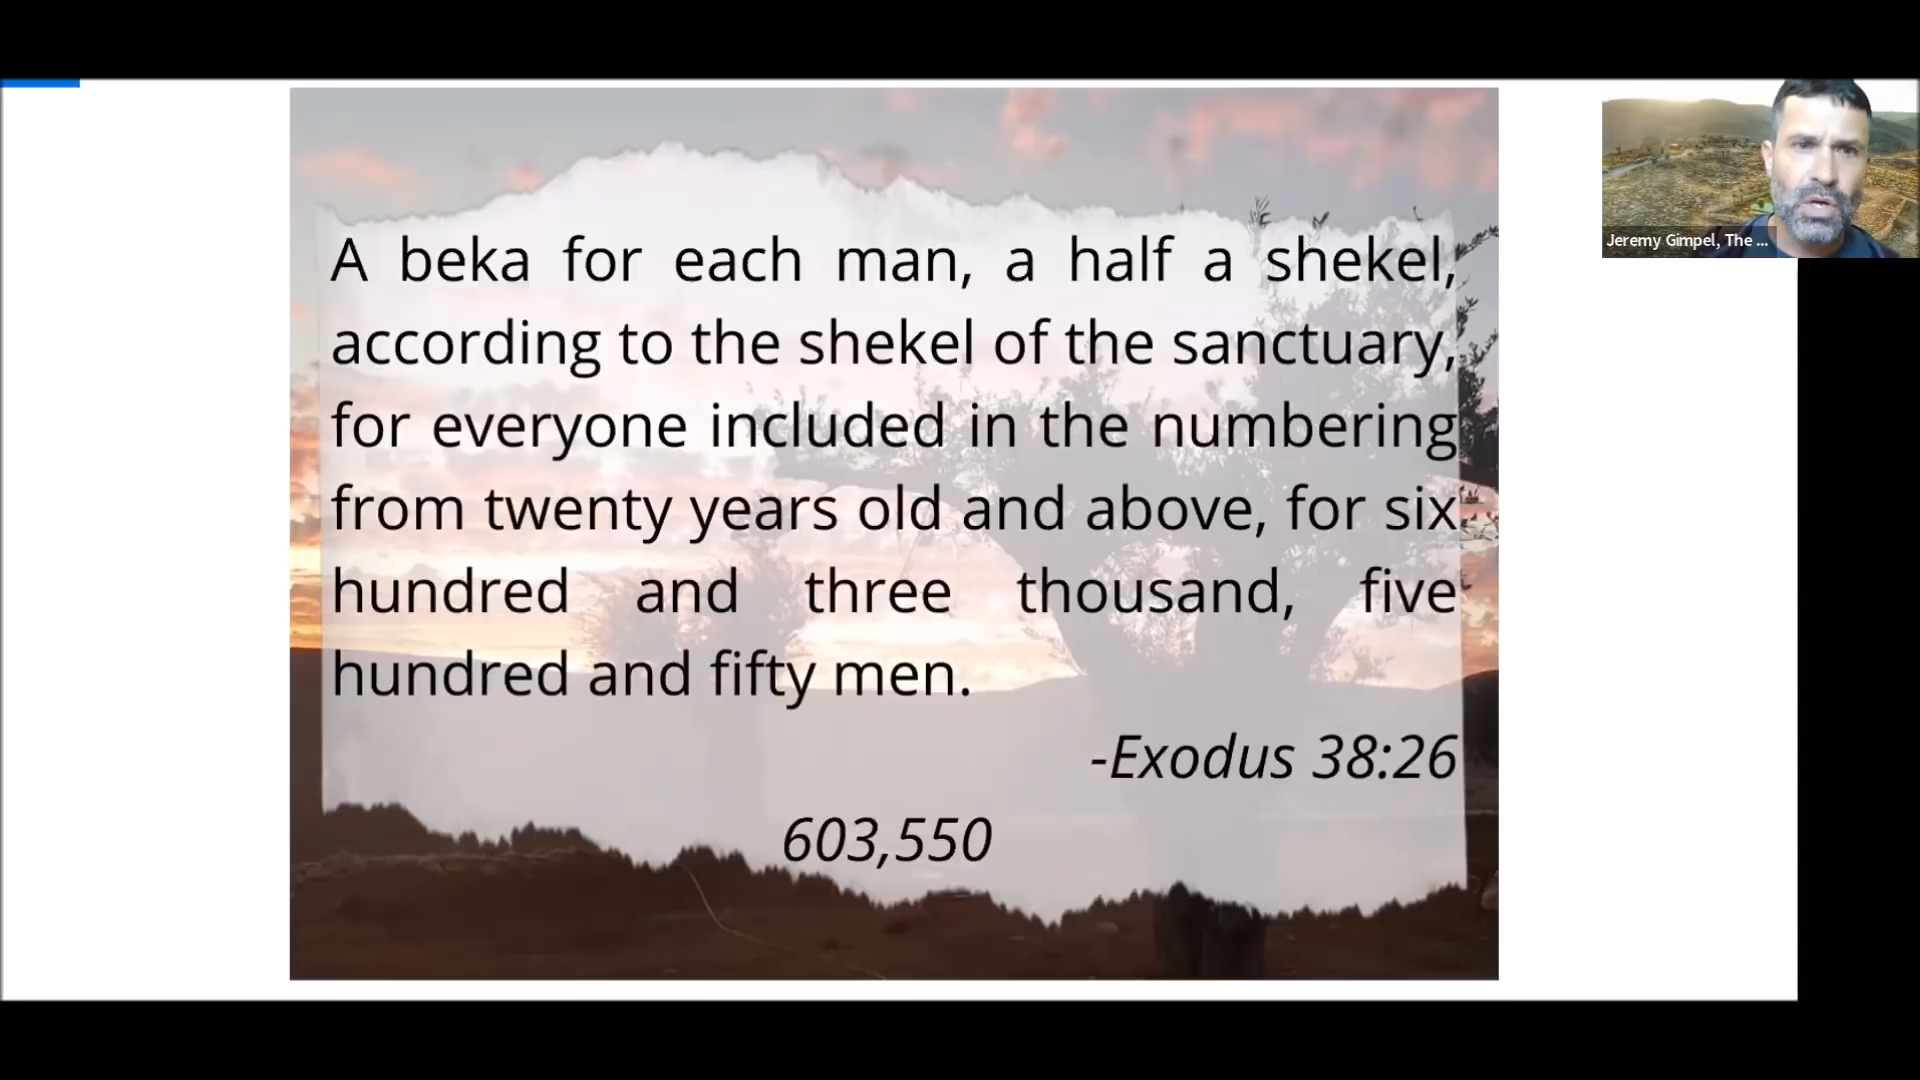 A beka for each man, a half a shekel,
according to the shekel of the sanctuary,
for everyone included in the numbering
from twenty years old and above, for six
hundred and three thousand, five
hundred and fifty men.
-Exodus 38:26
603,550
Jeremy Gimpel, The ...